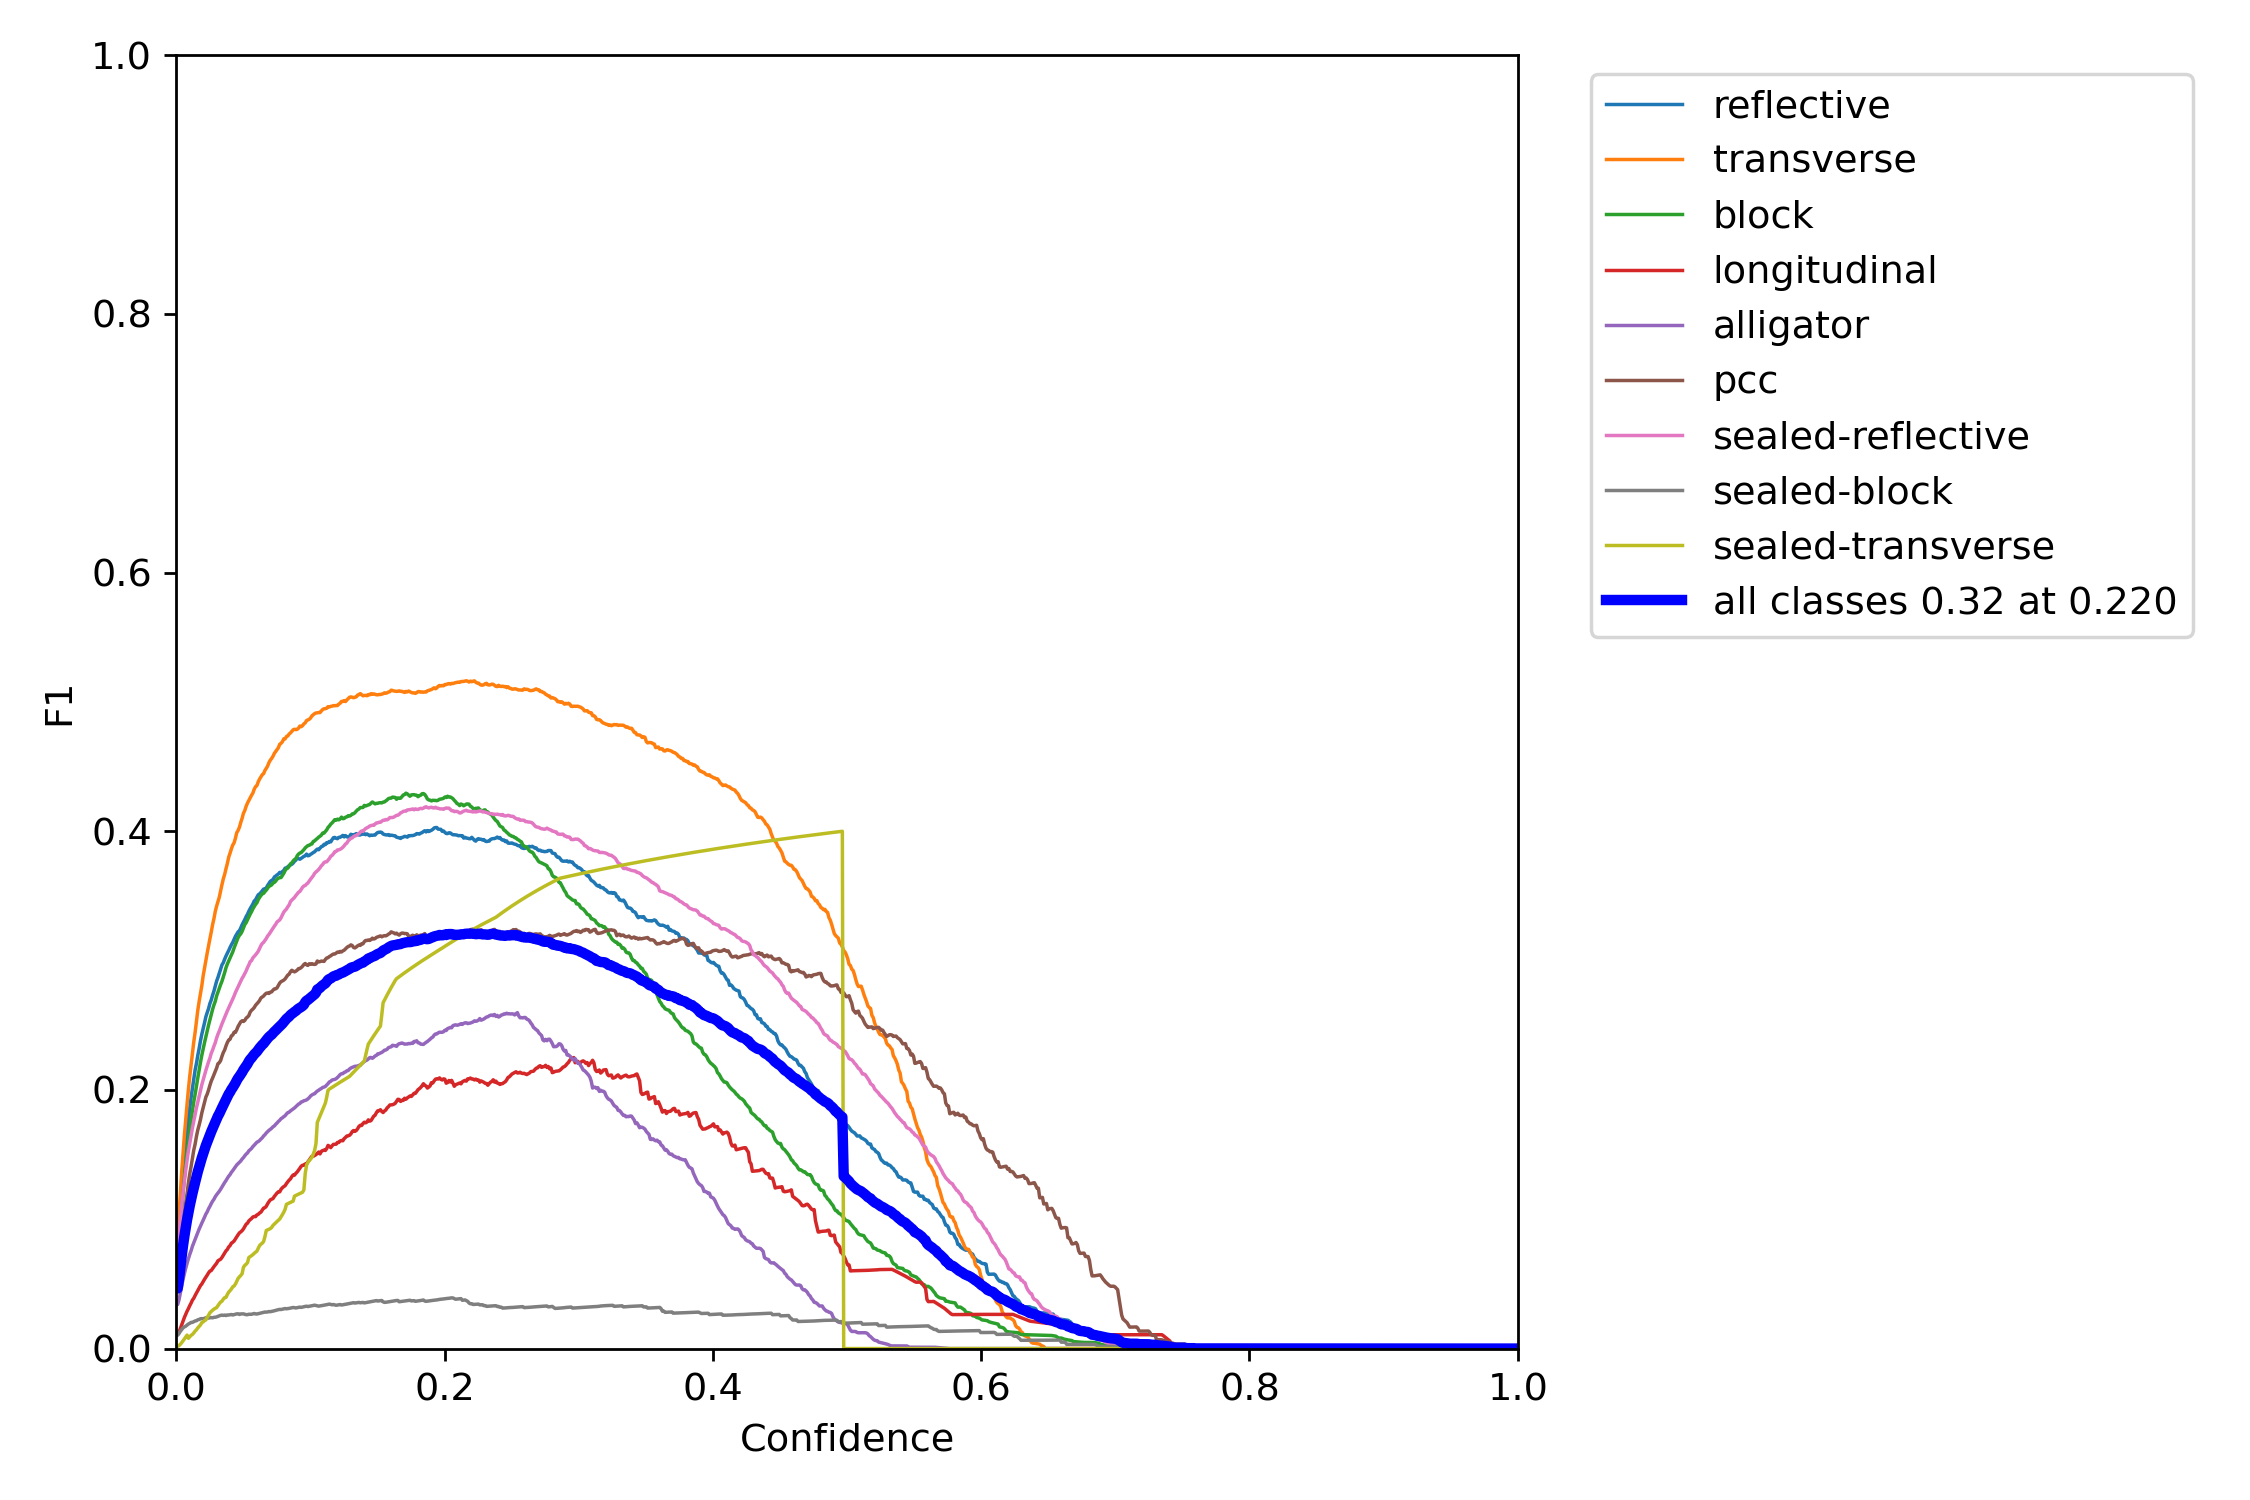 1.0
0.8
0.6
0.4
0.2
0.0
F1
0.0 0.2 0.4 0.6 0.8 1.0
Confidence
reflective
transverse
block
longitudinal
alligator
pcc
sealed-reflective
sealed-block
sealed-transverse
all classes 0.32 at 0.220